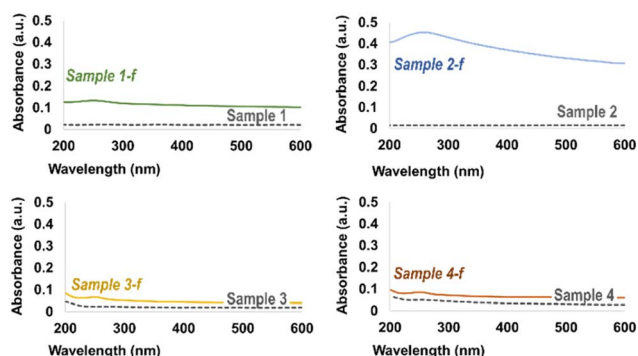 Absorbance (a.u.)
0.5
0.4
0.3
0.2
0.1
0
Sample 1-f
Sample 1
200 300 400 500 600
Wavelength (nm)
Absorbance (a.u.)
0.5
0.4
0.3
0.2
0.1
0
Sample 2-f
Sample 2
200 300 400 500 600
Wavelength (nm)
Absorbance (a.u.)
0.5
0.4
0.3
0.2
0.1
0
Sample 3-f
Sample 3
200 300 400 500 600
Wavelength (nm)
Absorbance (a.u.)
0.5
0.4
0.3
0.2
0.1
0
Sample 4-f
Sample 4
200 300 400 500 600
Wavelength (nm)